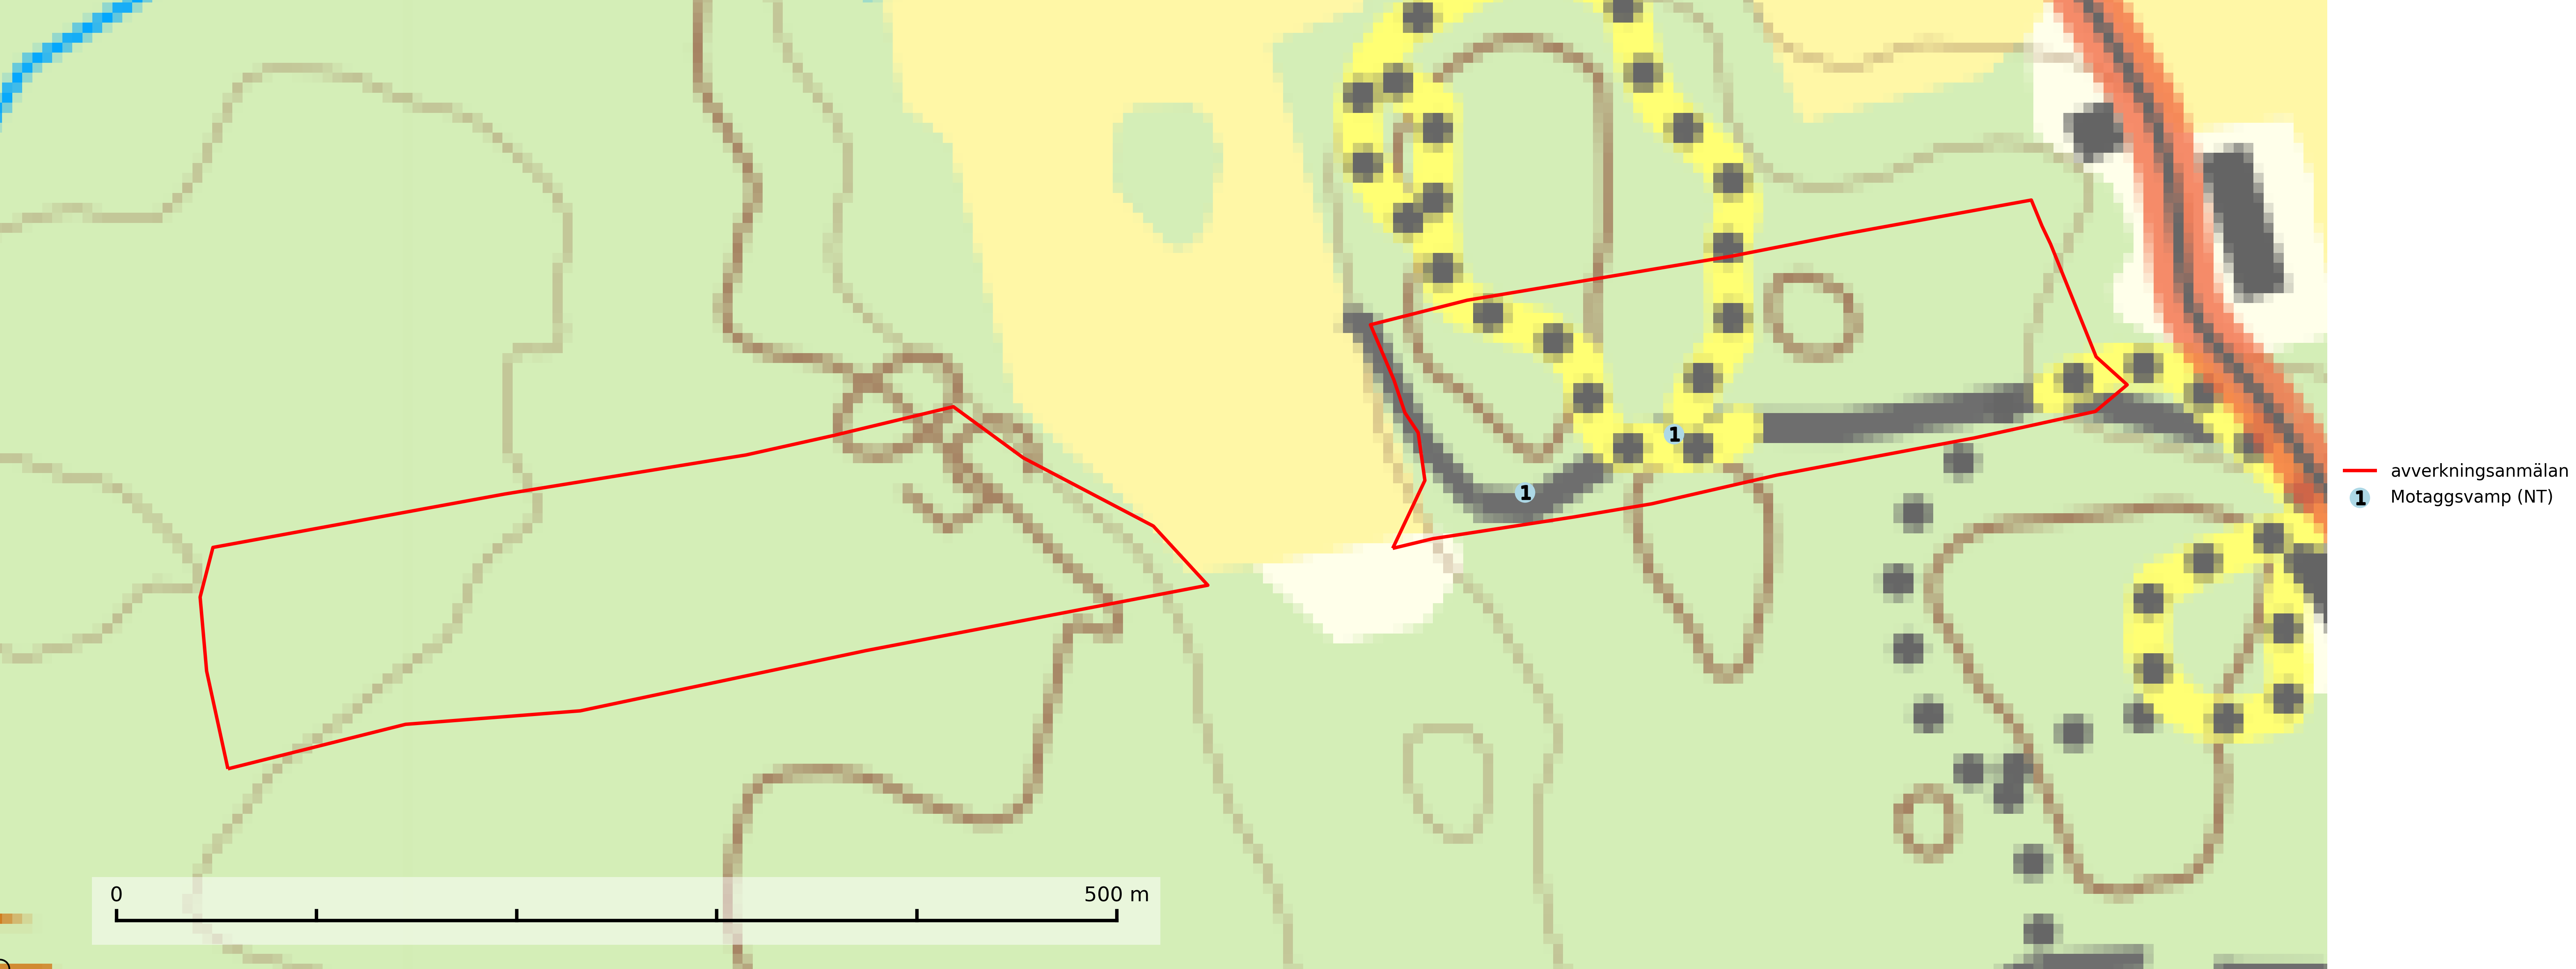 1
1
avverkningsanmälan
1 Motaggsvamp (NT)
0 500 m